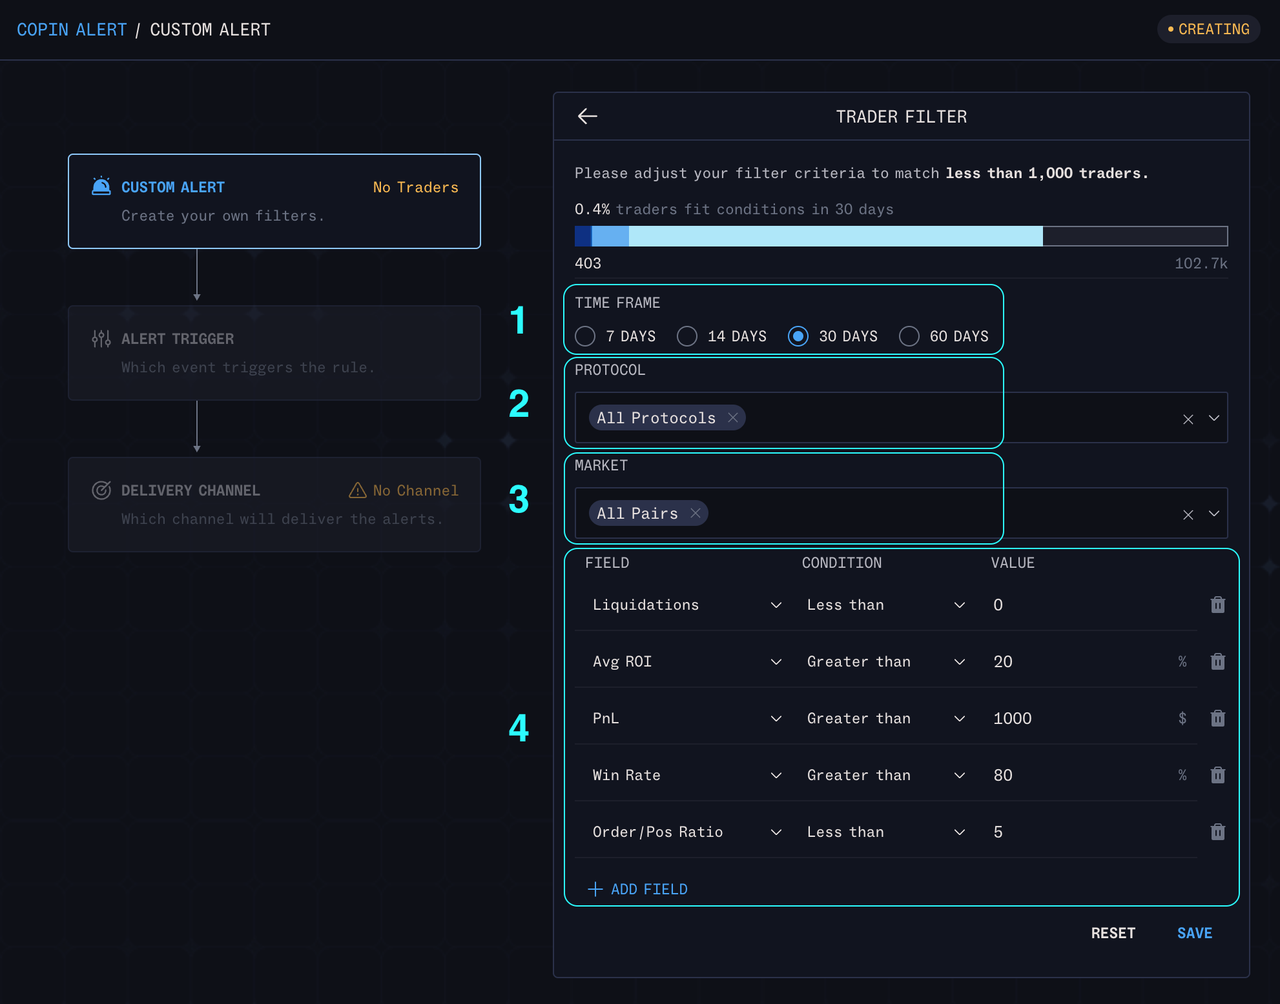 COPIN ALERT / CUSTOM ALERT
• CREATING
CUSTOM ALERT No Traders
Create your own filters.
ALERT TRIGGER
Which event triggers the rule.
DELIVERY CHANNEL No Channel
Which channel will deliver the alerts.
TRADER FILTER
Please adjust your filter criteria to match less than 1,000 traders.
0.4% traders fit conditions in 30 days
403 102.7k
1
TIME FRAME
7 DAYS 14 DAYS 30 DAYS 60 DAYS
2
PROTOCOL
All Protocols
3
MARKET
All Pairs
4
FIELD CONDITION VALUE
Liquidations Less than 0
Avg ROI Greater than 20 %
PnL Greater than 1000 $
Win Rate Greater than 80 %
Order/Pos Ratio Less than 5
+ ADD FIELD
RESET SAVE